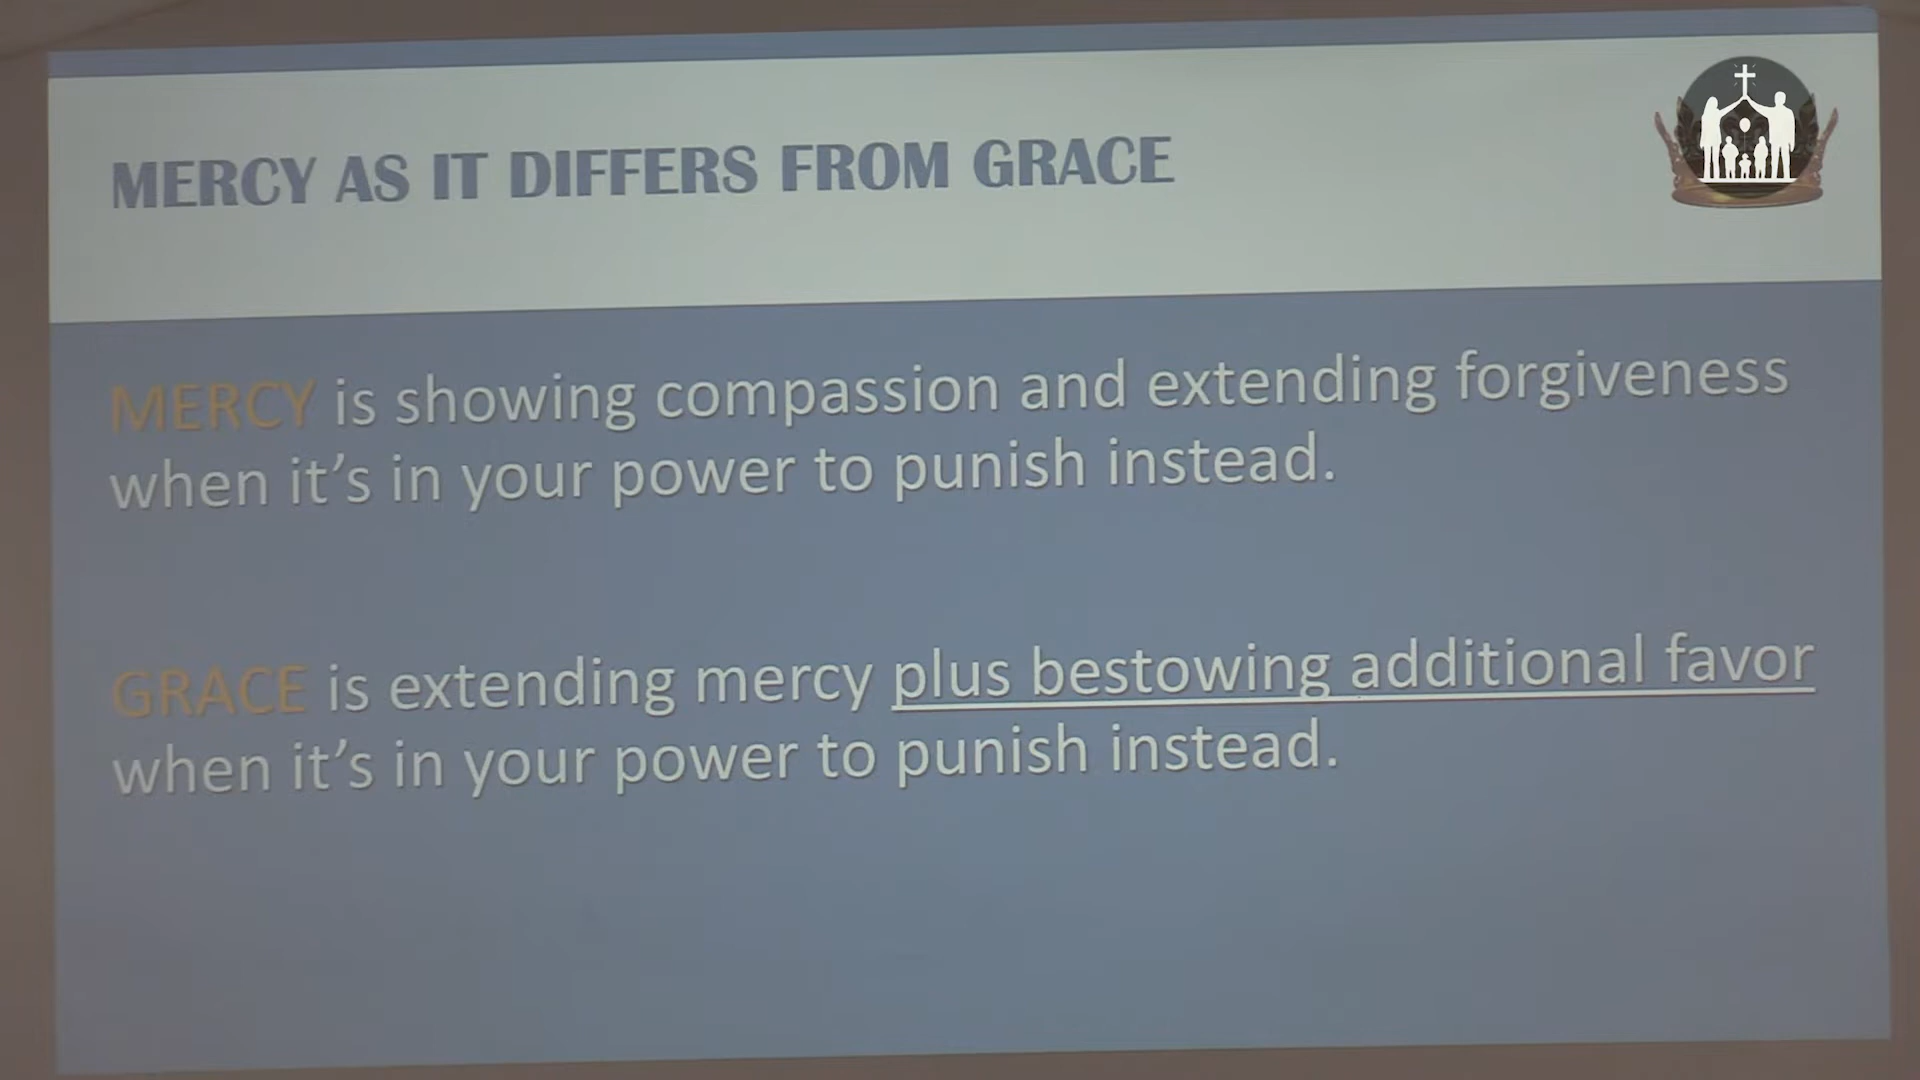 MERCY AS IT DIFFERS FROM GRACE
MERCY is showing compassion and extending forgiveness
when it’s in your power to punish instead.
GRACE is extending mercy plus bestowing additional favor
when it’s in your power to punish instead.